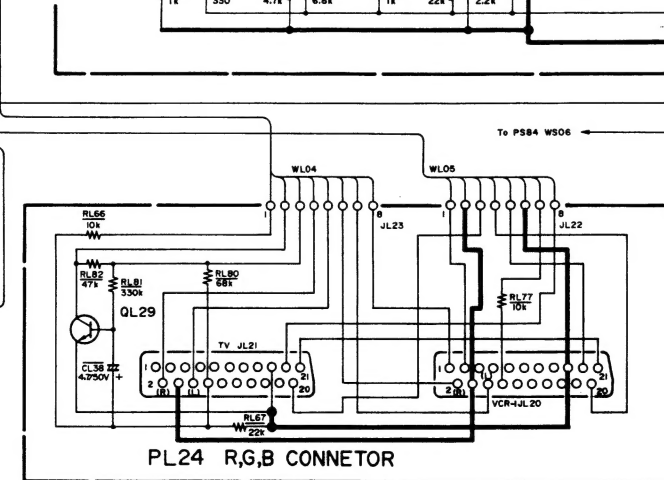 1k 330 4.7k 6.8k 1k 22k 2.2k
To PS84 WS06
WL04 WL05
1 8 1 8
JL23 JL22
RL66
10k
RL82
47k
RL81
330k
RL80
68k
RL77
10k
QL29
CL38
4.7/50V +
TV JL21
1 21
2 (R) (L) 20
1 (L) 21
2 (R) 20
VCR-1JL20
RL67
22k
PL24 R,G,B CONNETOR